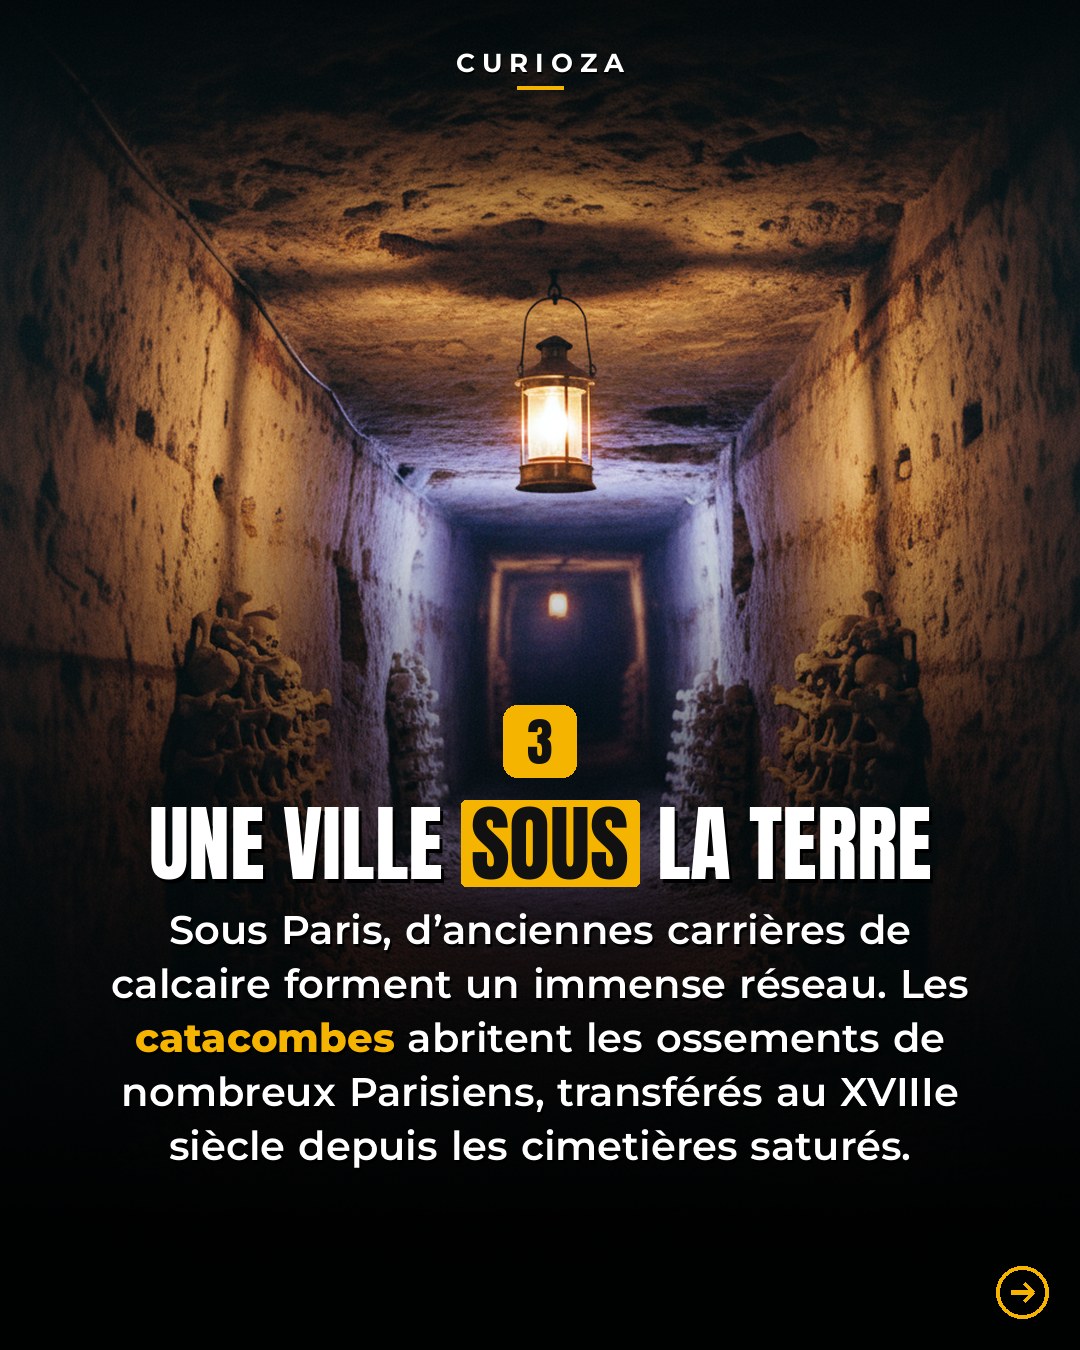 CURIOZA
3
UNE VILLE SOUS LA TERRE
Sous Paris, d’anciennes carrières de
calcaire forment un immense réseau. Les
catacombes abritent les ossements de
nombreux Parisiens, transférés au XVIIIe
siècle depuis les cimetières saturés.